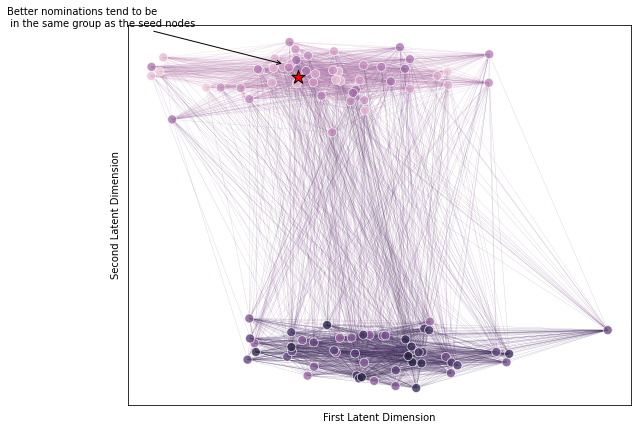 Better nominations tend to be
in the same group as the seed nodes
Second Latent Dimension
First Latent Dimension